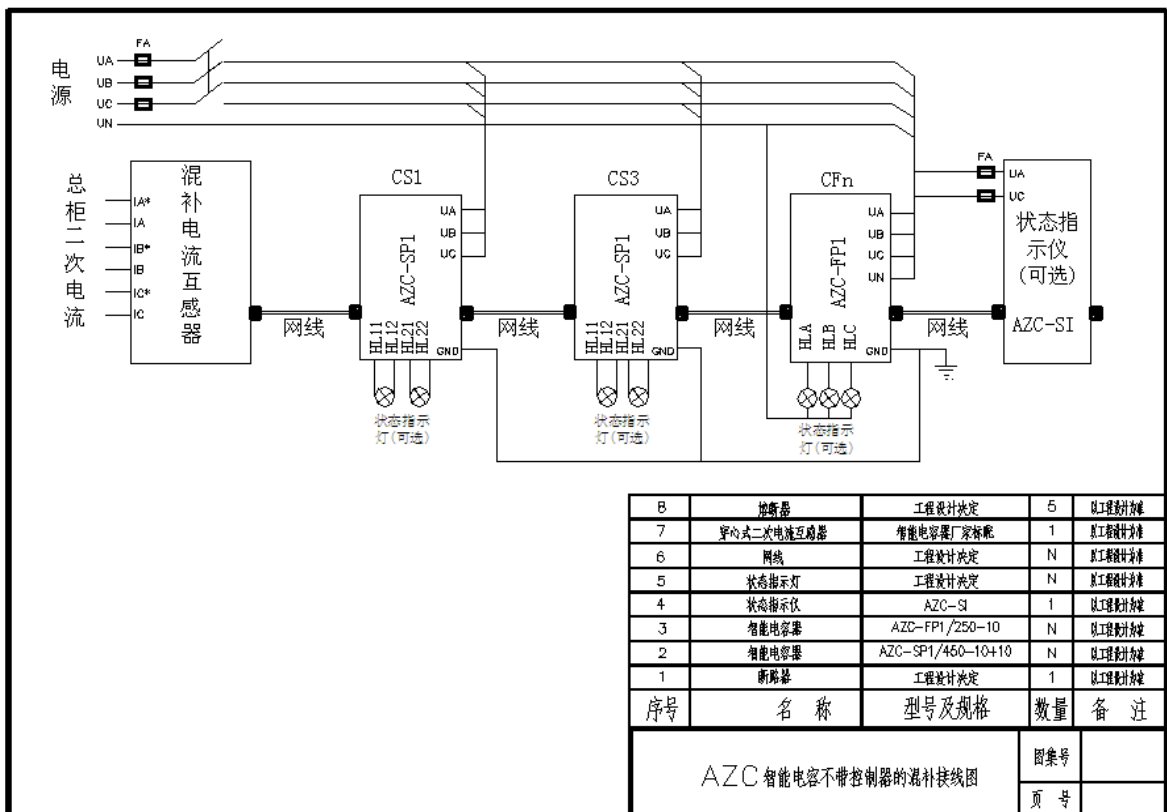 FA
电源
UA
UB
UC
UN
总柜二次电流
IA*
IA
IB*
IB
IC*
IC
混补电流互感器
网线
CS1
UA
UB
UC
AZC-SP1
HL11
HL12
HL21
HL22
GND
状态指示
灯(可选)
网线
CS3
UA
UB
UC
AZC-SP1
HL11
HL12
HL21
HL22
GND
状态指示
灯(可选)
网线
CFn
UA
UB
UC
UN
AZC-FP1
HLA
HLB
HLC
GND
状态指示
灯(可选)
网线
FA
UA
UC
状态指
示仪
(可选)
AZC-SI
8 熔断器 工程设计决定 5 以工程设计为准
7 穿心式二次电流互感器 智能电容器厂家标配 1 以工程设计为准
6 网线 工程设计决定 N 以工程设计为准
5 状态指示灯 工程设计决定 N 以工程设计为准
4 状态指示仪 AZC-SI 1 以工程设计为准
3 智能电容器 AZC-FP1/250-10 N 以工程设计为准
2 智能电容器 AZC-SP1/450-10+10 N 以工程设计为准
1 断路器 工程设计决定 1 以工程设计为准
序号 名 称 型号及规格 数量 备 注
AZC智能电容不带控制器的混补接线图
图集号
页 号